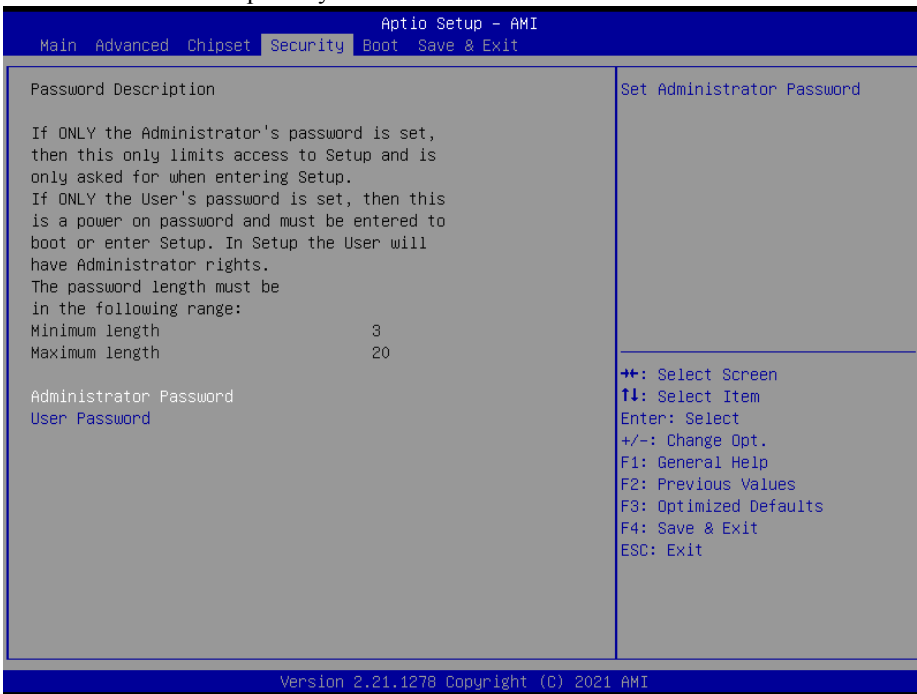 Aptio Setup – AMI
Main Advanced Chipset Security Boot Save & Exit
Password Description
If ONLY the Administrator's password is set,
then this only limits access to Setup and is
only asked for when entering Setup.
If ONLY the User's password is set, then this
is a power on password and must be entered to
boot or enter Setup. In Setup the User will
have Administrator rights.
The password length must be
in the following range:
Minimum length 3
Maximum length 20
Administrator Password
User Password
Set Administrator Password
→←: Select Screen
↑↓: Select Item
Enter: Select
+/-: Change Opt.
F1: General Help
F2: Previous Values
F3: Optimized Defaults
F4: Save & Exit
ESC: Exit
Version 2.21.1278 Copyright (C) 2021 AMI